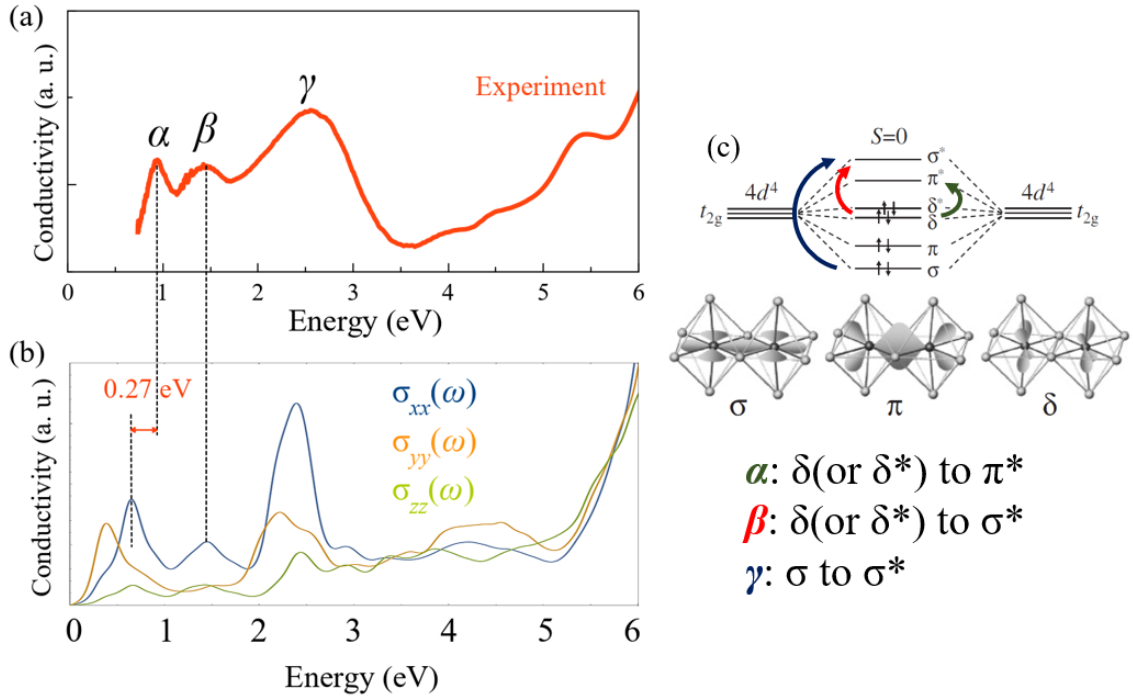 (a)
Conductivity (a. u.)
α
β
γ
Experiment
0 1 2 3 4 5 6
Energy (eV)
(b)
Conductivity (a. u.)
0.27 eV
σxx(ω)
σyy(ω)
σzz(ω)
0 1 2 3 4 5 6
Energy (eV)
(c)
S=0
σ*
π*
4d⁴
4d⁴
δ*
t2g
t2g
δ
π
σ
σ
π
δ
α: δ(or δ*) to π*
β: δ(or δ*) to σ*
γ: σ to σ*